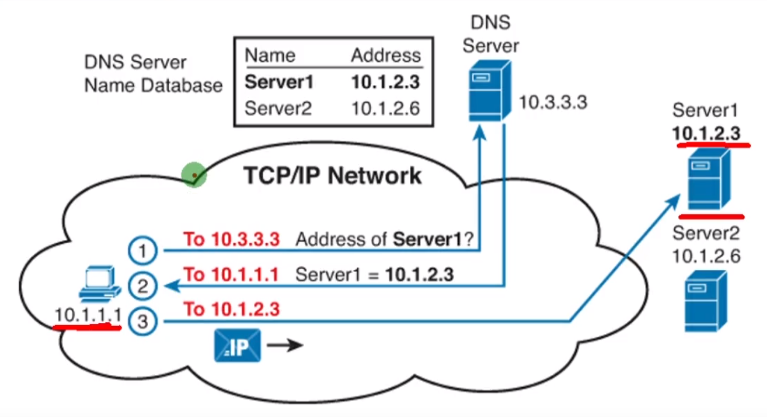 DNS
Server
DNS Server
Name Database
Name Address
Server1 10.1.2.3
Server2 10.1.2.6
10.3.3.3
Server1
10.1.2.3
TCP/IP Network
1 To 10.3.3.3 Address of Server1?
2 To 10.1.1.1 Server1 = 10.1.2.3
10.1.1.1 3 To 10.1.2.3
IP
Server2
10.1.2.6